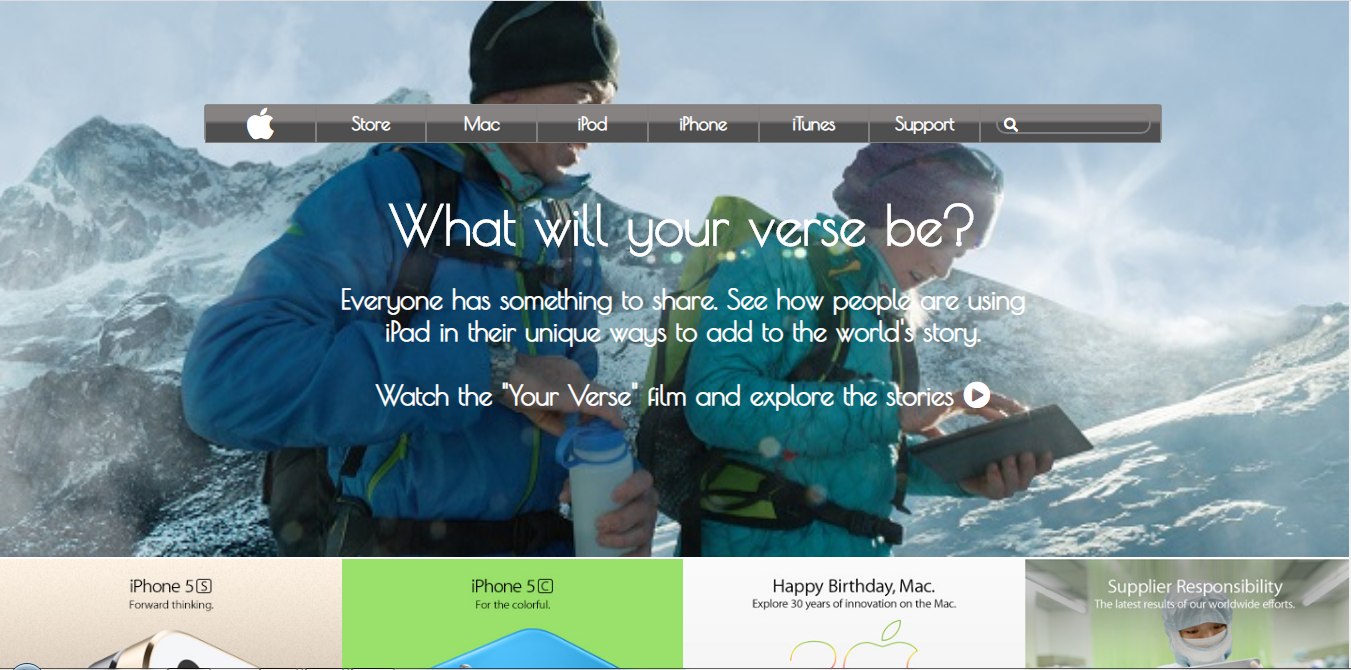 Store Mac iPod iPhone iTunes Support
What will your verse be?
Everyone has something to share. See how people are using
iPad in their unique ways to add to the world's story.
Watch the "Your Verse" film and explore the stories
iPhone 5S
Forward thinking.
iPhone 5C
For the colorful.
Happy Birthday, Mac.
Explore 30 years of innovation on the Mac.
30
Supplier Responsibility
The latest results of our worldwide efforts.